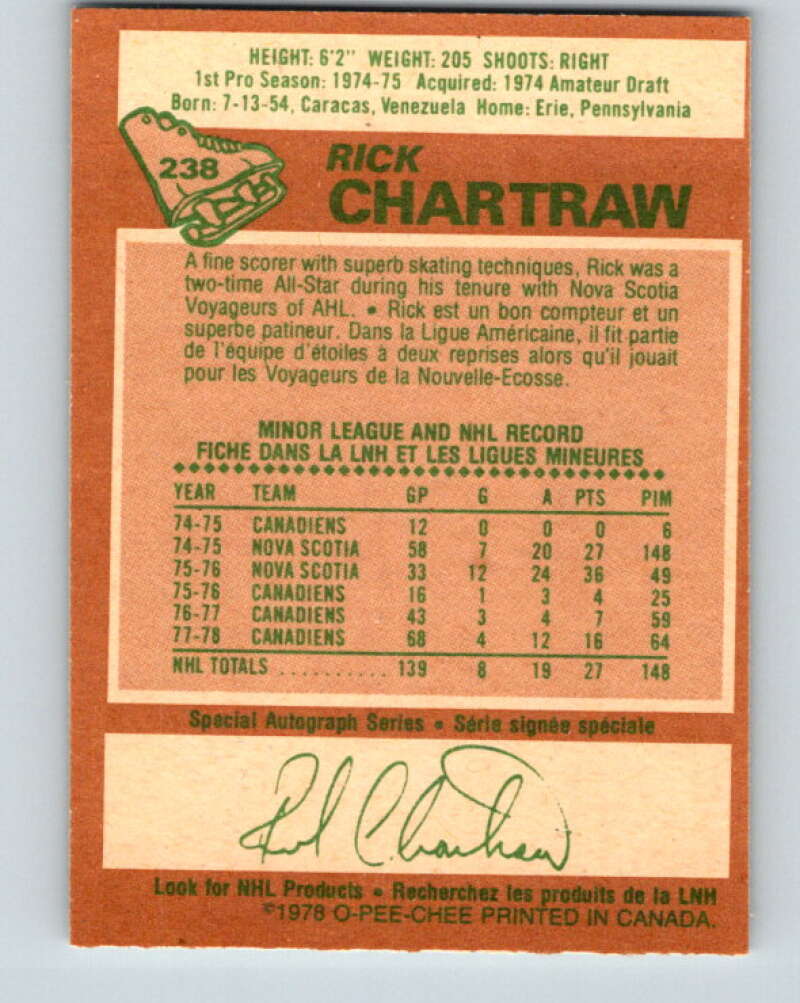 HEIGHT: 6'2" WEIGHT: 205 SHOOTS: RIGHT
1st Pro Season: 1974-75 Acquired: 1974 Amateur Draft
Born: 7-13-54, Caracas, Venezuela Home: Erie, Pennsylvania
238
RICK
CHARTRAW
A fine scorer with superb skating techniques, Rick was a
two-time All-Star during his tenure with Nova Scotia
Voyageurs of AHL. • Rick est un bon compteur et un
superbe patineur. Dans la Ligue Américaine, il fit partie
de l'équipe d'étoiles à deux reprises alors qu'il jouait
pour les Voyageurs de la Nouvelle-Ecosse.
MINOR LEAGUE AND NHL RECORD
FICHE DANS LA LNH ET LES LIGUES MINEURES
YEAR TEAM GP G A PTS PIM
74-75 CANADIENS 12 0 0 0 6
74-75 NOVA SCOTIA 58 7 20 27 148
75-76 NOVA SCOTIA 33 12 24 36 49
75-76 CANADIENS 16 1 3 4 25
76-77 CANADIENS 43 3 4 7 59
77-78 CANADIENS 68 4 12 16 64
NHL TOTALS .......... 139 8 19 27 148
Special Autograph Series • Série signée spéciale
Rick Chartraw
Look for NHL Products • Recherchez les produits de la LNH
©1978 O-PEE-CHEE PRINTED IN CANADA.